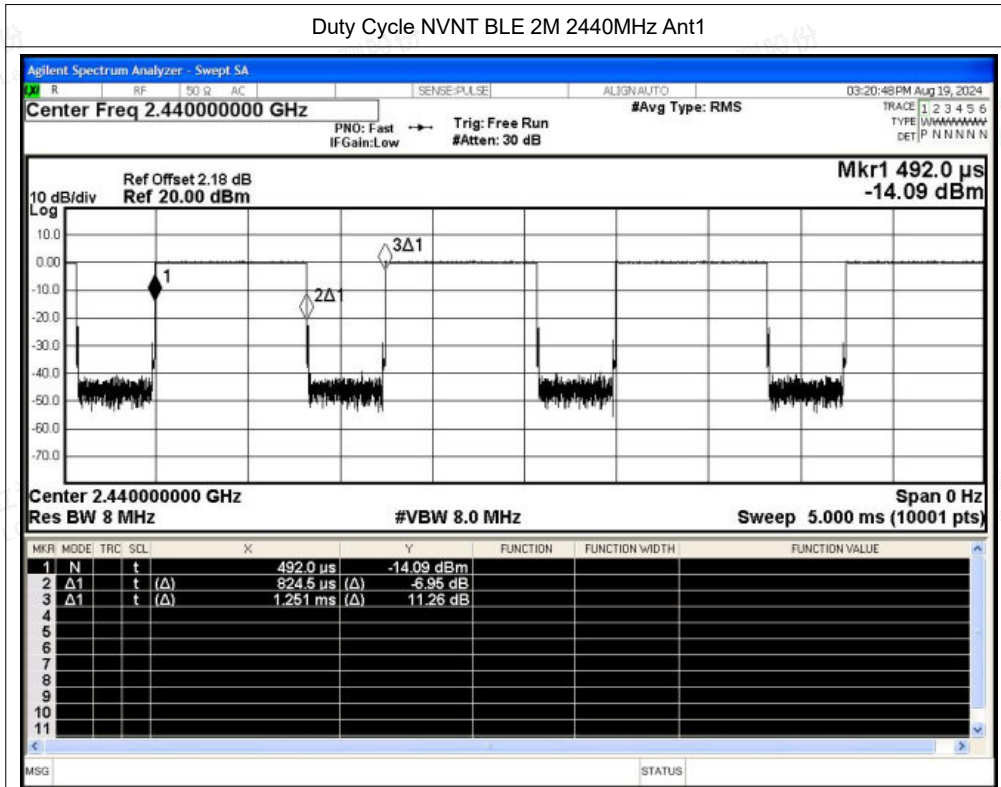 Duty Cycle NVNT BLE 2M 2440MHz Ant1
Agilent Spectrum Analyzer - Swept SA
LXI R RF 50 Ω AC SENSE:PULSE ALIGNAUTO 03:20:48PM Aug 19, 2024
Center Freq 2.440000000 GHz
#Avg Type: RMS
TRACE 1 2 3 4 5 6
PNO: Fast Trig: Free Run
TYPE WWWWWWW
IFGain:Low #Atten: 30 dB
DET P N N N N N
Mkr1 492.0 µs
Ref Offset 2.18 dB
10 dB/div Ref 20.00 dBm
-14.09 dBm
Log
10.0
0.00
-10.0
-20.0
-30.0
-40.0
-50.0
-60.0
-70.0
3Δ1
1
2Δ1
Center 2.440000000 GHz Span 0 Hz
Res BW 8 MHz #VBW 8.0 MHz Sweep 5.000 ms (10001 pts)
MKR MODE TRC SCL X Y FUNCTION FUNCTION WIDTH FUNCTION VALUE
1 N t 492.0 µs -14.09 dBm
2 Δ1 t (Δ) 824.5 µs (Δ) -6.95 dB
3 Δ1 t (Δ) 1.251 ms (Δ) 11.26 dB
4
5
6
7
8
9
10
11
MSG STATUS